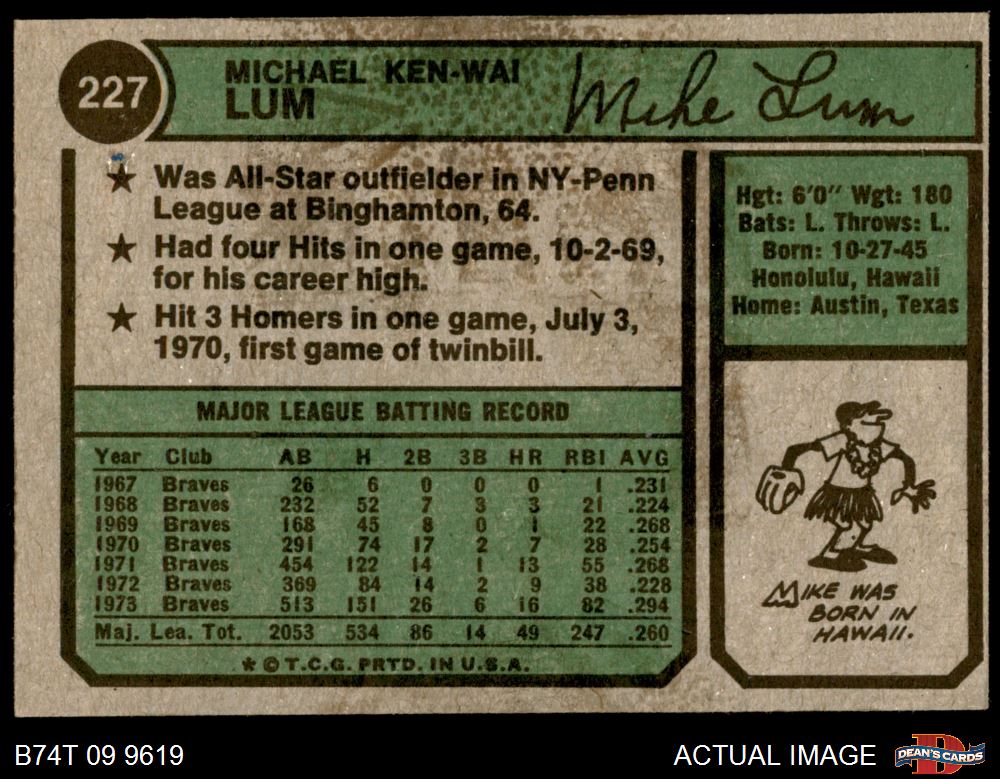 227
MICHAEL KEN-WAI
LUM
Mike Lum
★ Was All-Star outfielder in NY-Penn
League at Binghamton, 64.
★ Had four Hits in one game, 10-2-69,
for his career high.
★ Hit 3 Homers in one game, July 3,
1970, first game of twinbill.
Hgt: 6'0" Wgt: 180
Bats: L. Throws: L.
Born: 10-27-45
Honolulu, Hawaii
Home: Austin, Texas
MAJOR LEAGUE BATTING RECORD
Year Club AB H 2B 3B HR RBI AVG
1967 Braves 26 6 0 0 0 1 .231
1968 Braves 232 52 7 3 3 21 .224
1969 Braves 168 45 8 0 1 22 .268
1970 Braves 291 74 17 2 7 28 .254
1971 Braves 454 122 14 1 13 55 .268
1972 Braves 369 84 14 2 9 38 .228
1973 Braves 513 151 26 6 16 82 .294
Maj. Lea. Tot. 2053 534 86 14 49 247 .260
* © T.C.G. PRTD. IN U.S.A.
MIKE WAS
BORN IN
HAWAII.
B74T 09 9619
ACTUAL IMAGE
DEAN'S CARDS